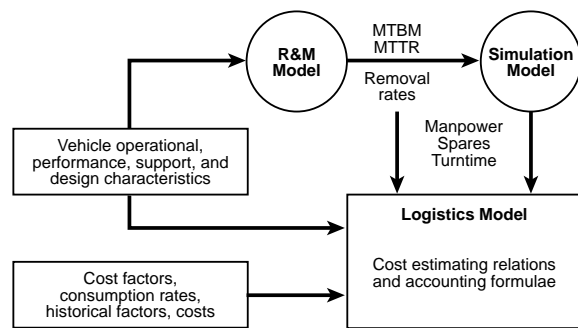 MTBM
MTTR
R&M
Model
Simulation
Model
Removal
rates
Vehicle operational,
performance, support, and
design characteristics
Manpower
Spares
Turntime
Logistics Model
Cost estimating relations
and accounting formulae
Cost factors,
consumption rates,
historical factors, costs